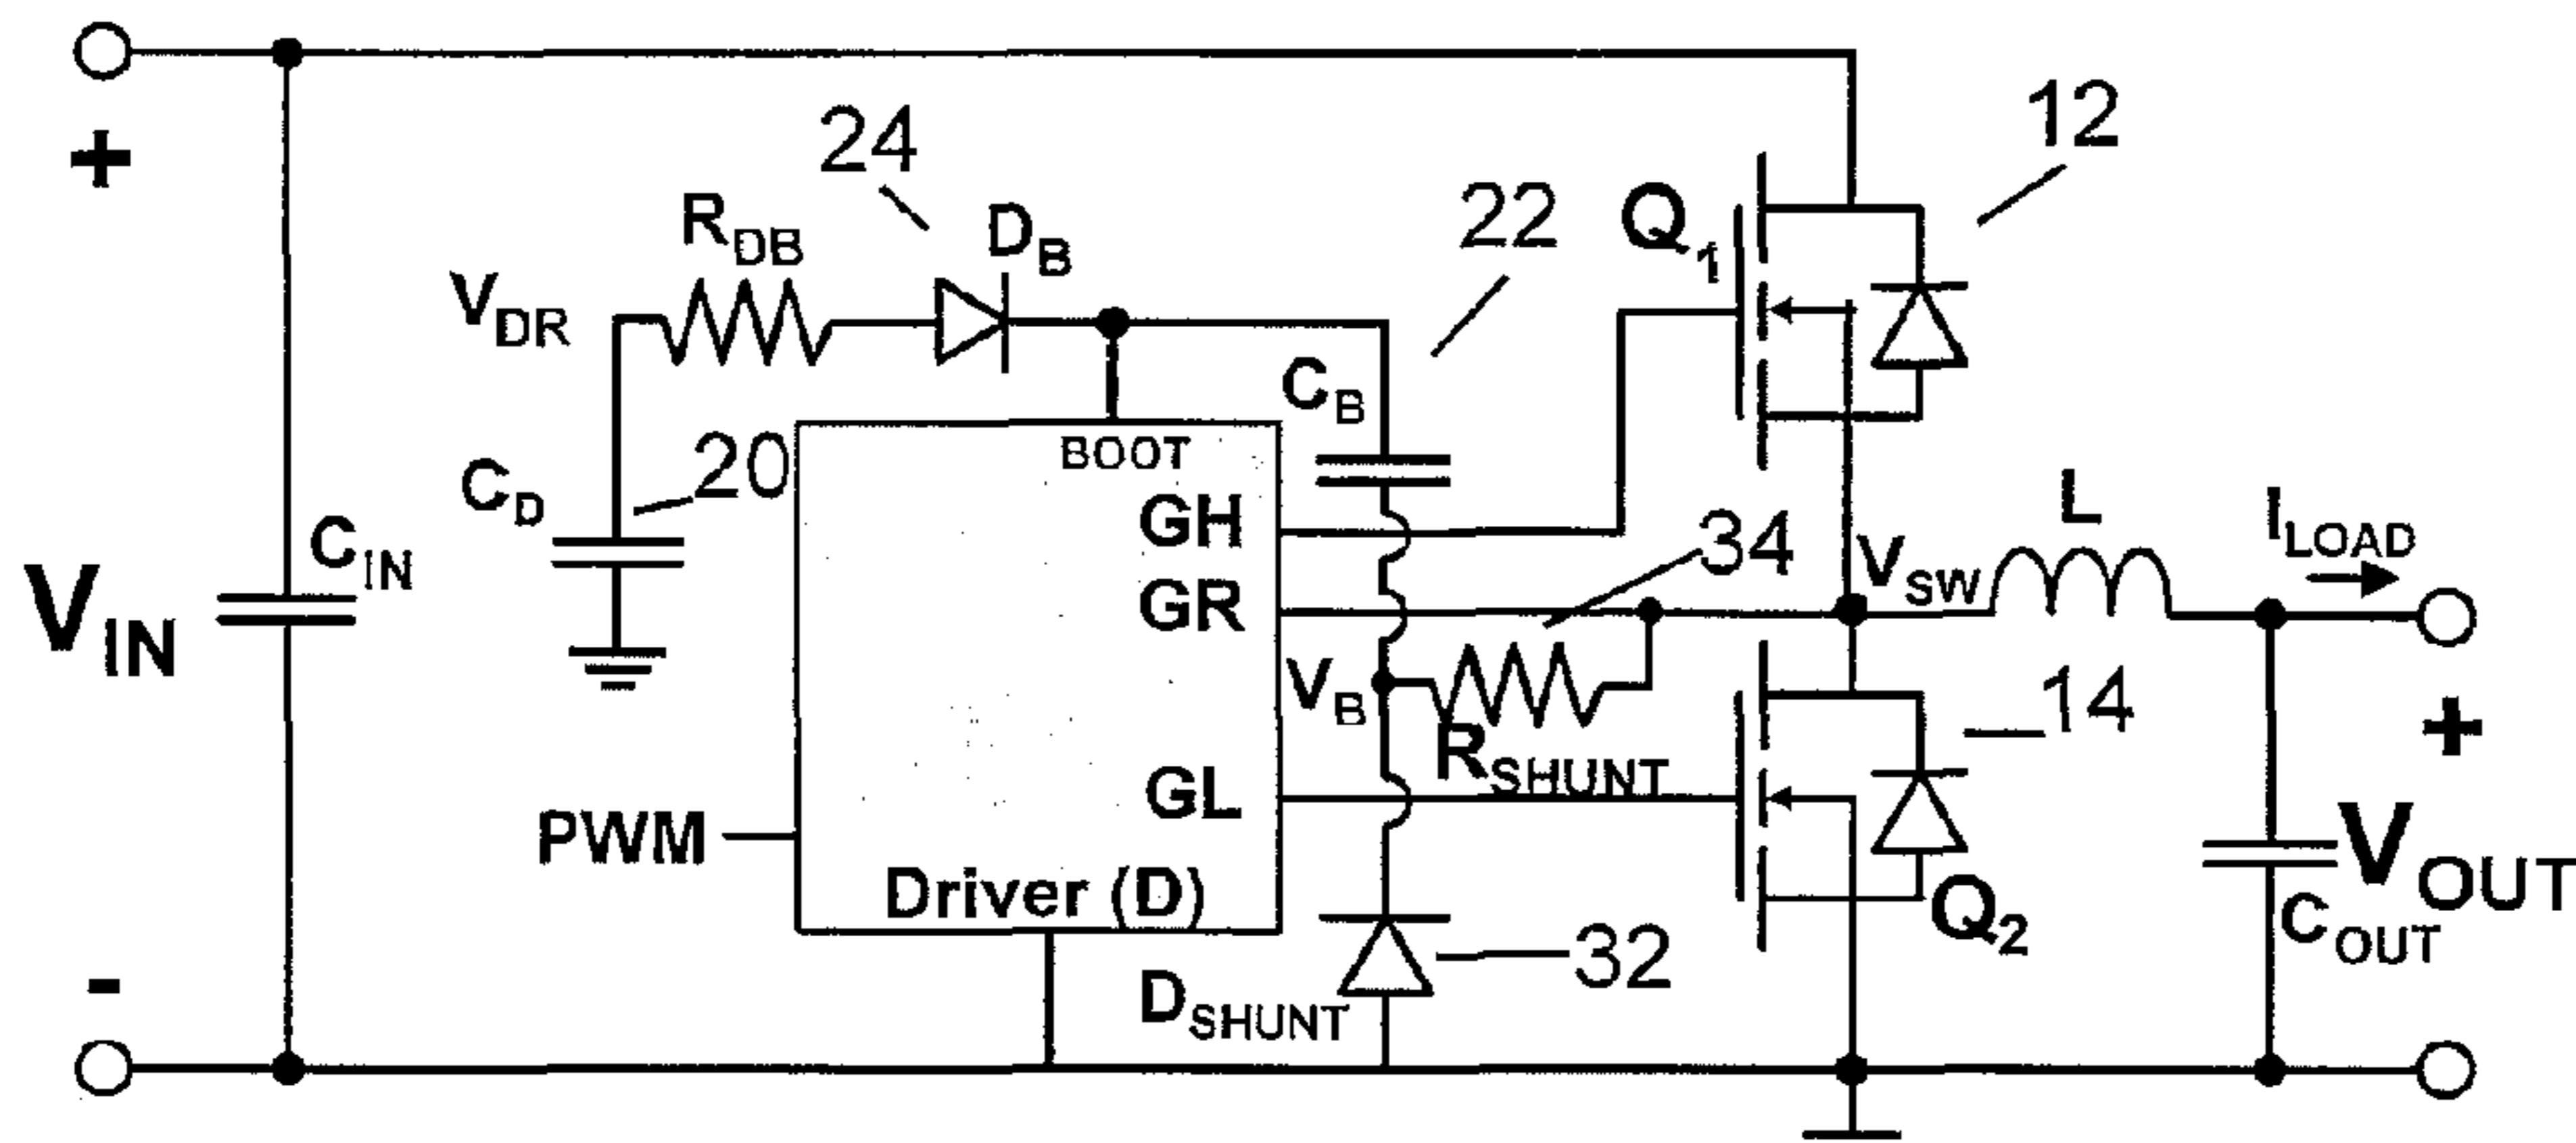 +
24
12
R_DB
D_B
22
Q_1
V_DR
C_B
BOOT
20
C_D
GH
34
L
I_LOAD
C_IN
V_IN
GR
V_SW
V_B
14
R_SHUNT
+
GL
PWM
V_OUT
Driver (D)
Q_2
C_OUT
-
32
D_SHUNT